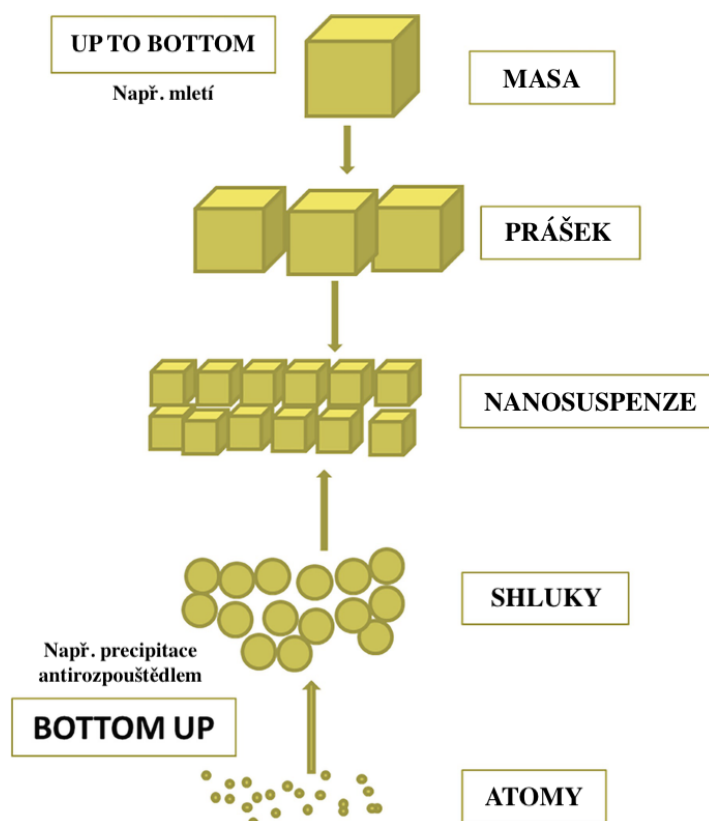 UP TO BOTTOM
Např. mletí
MASA
PRÁŠEK
NANOSUSPENZE
SHLUKY
Např. precipitace
antirozpouštědlem
BOTTOM UP
ATOMY